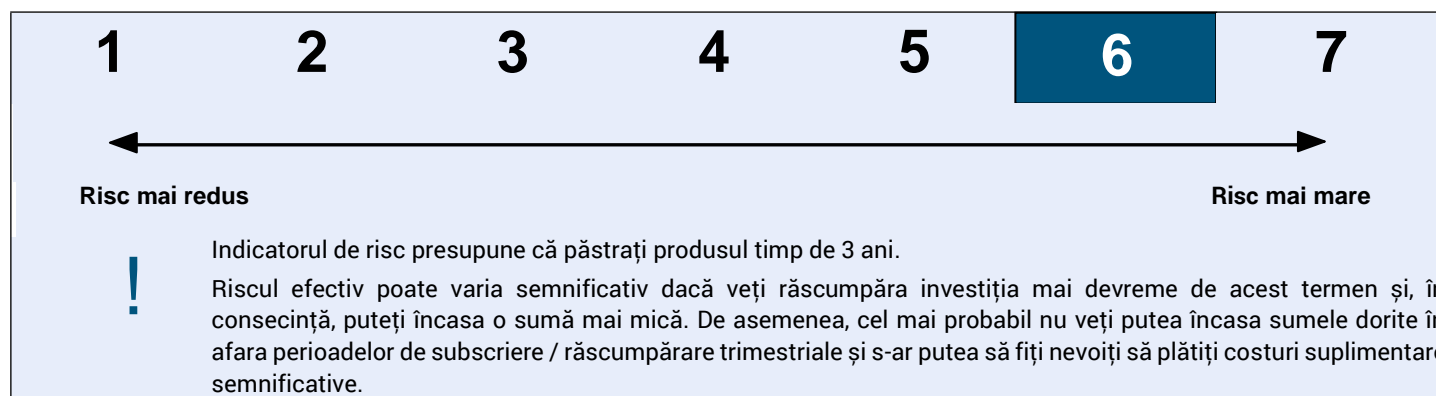 1 2 3 4 5 6 7
Risc mai redus Risc mai mare
Indicatorul de risc presupune că păstrați produsul timp de 3 ani.
! Riscul efectiv poate varia semnificativ dacă veți răscumpăra investiția mai devreme de acest termen și, în
consecință, puteți încasa o sumă mai mică. De asemenea, cel mai probabil nu veți putea încasa sumele dorite în
afara perioadelor de subscriere / răscumpărare trimestriale și s-ar putea să fiți nevoiți să plătiți costuri suplimentare
semnificative.